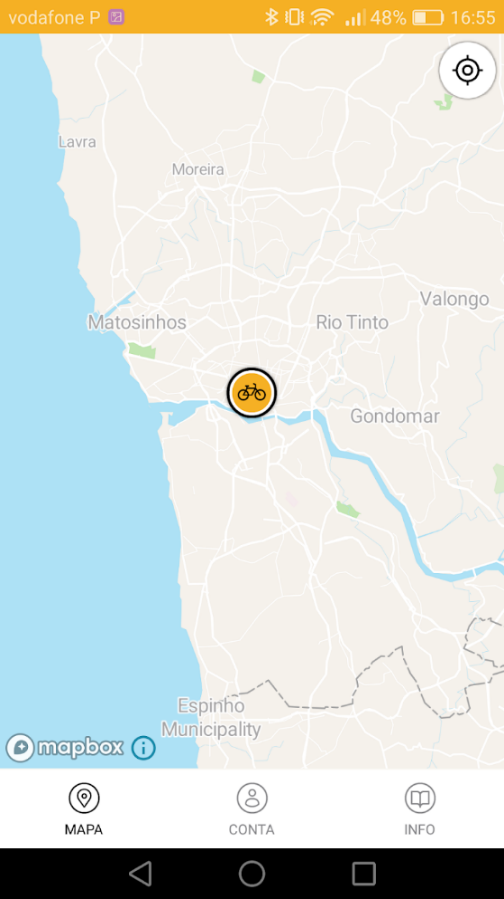 vodafone P 48% 16:55
Lavra
Moreira
Valongo
Matosinhos
Rio Tinto
Gondomar
Espinho
Municipality
mapbox
MAPA CONTA INFO